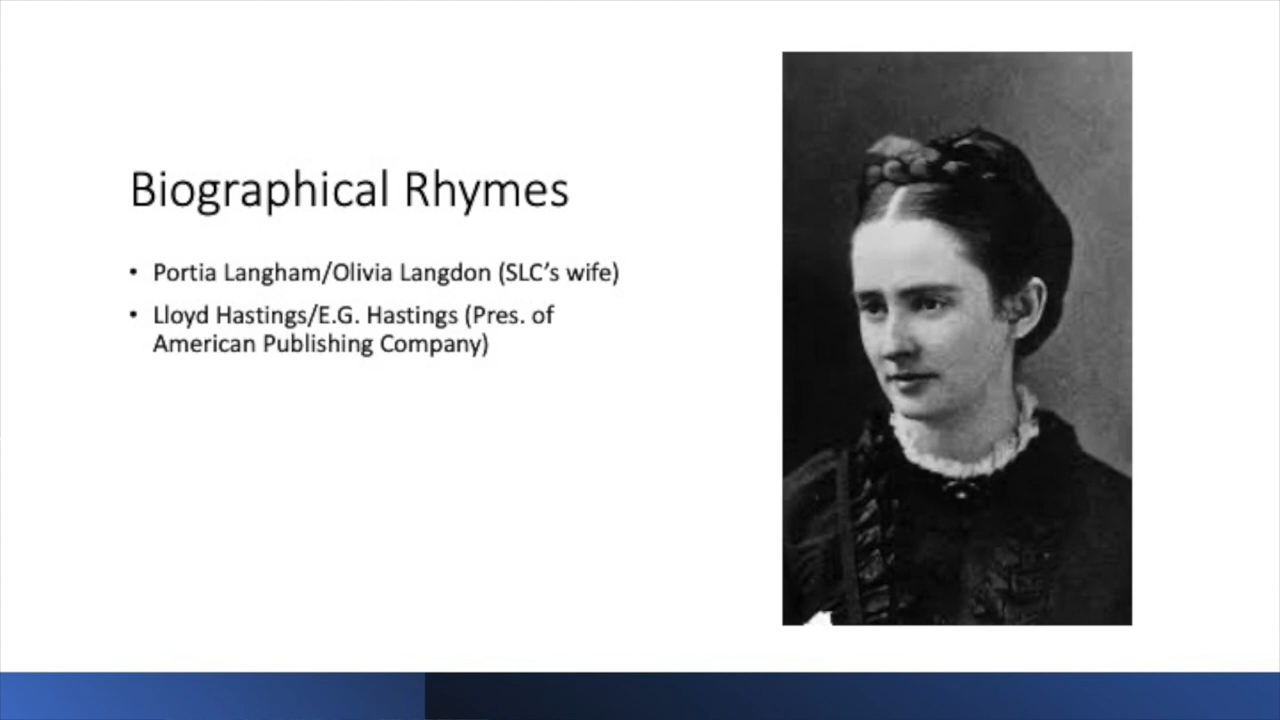 Biographical Rhymes
• Portia Langham/Olivia Langdon (SLC’s wife)
• Lloyd Hastings/E.G. Hastings (Pres. of
American Publishing Company)